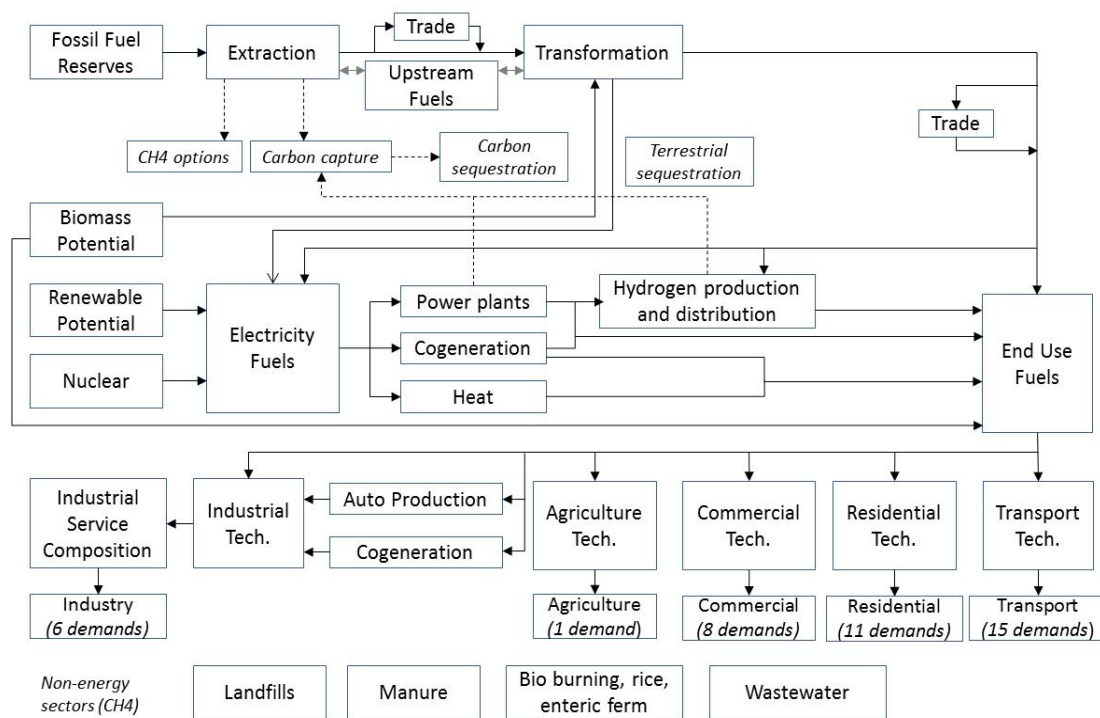 Fossil Fuel
Reserves
Extraction
Trade
Transformation
Upstream
Fuels
Trade
CH4 options
Carbon capture
Carbon
sequestration
Terrestrial
sequestration
Biomass
Potential
Renewable
Potential
Nuclear
Electricity
Fuels
Power plants
Cogeneration
Heat
Hydrogen production
and distribution
End Use
Fuels
Industrial
Service
Composition
Industrial
Tech.
Auto Production
Cogeneration
Agriculture
Tech.
Commercial
Tech.
Residential
Tech.
Transport
Tech.
Industry
(6 demands)
Agriculture
(1 demand)
Commercial
(8 demands)
Residential
(11 demands)
Transport
(15 demands)
Non-energy
sectors (CH4)
Landfills
Manure
Bio burning, rice,
enteric ferm
Wastewater